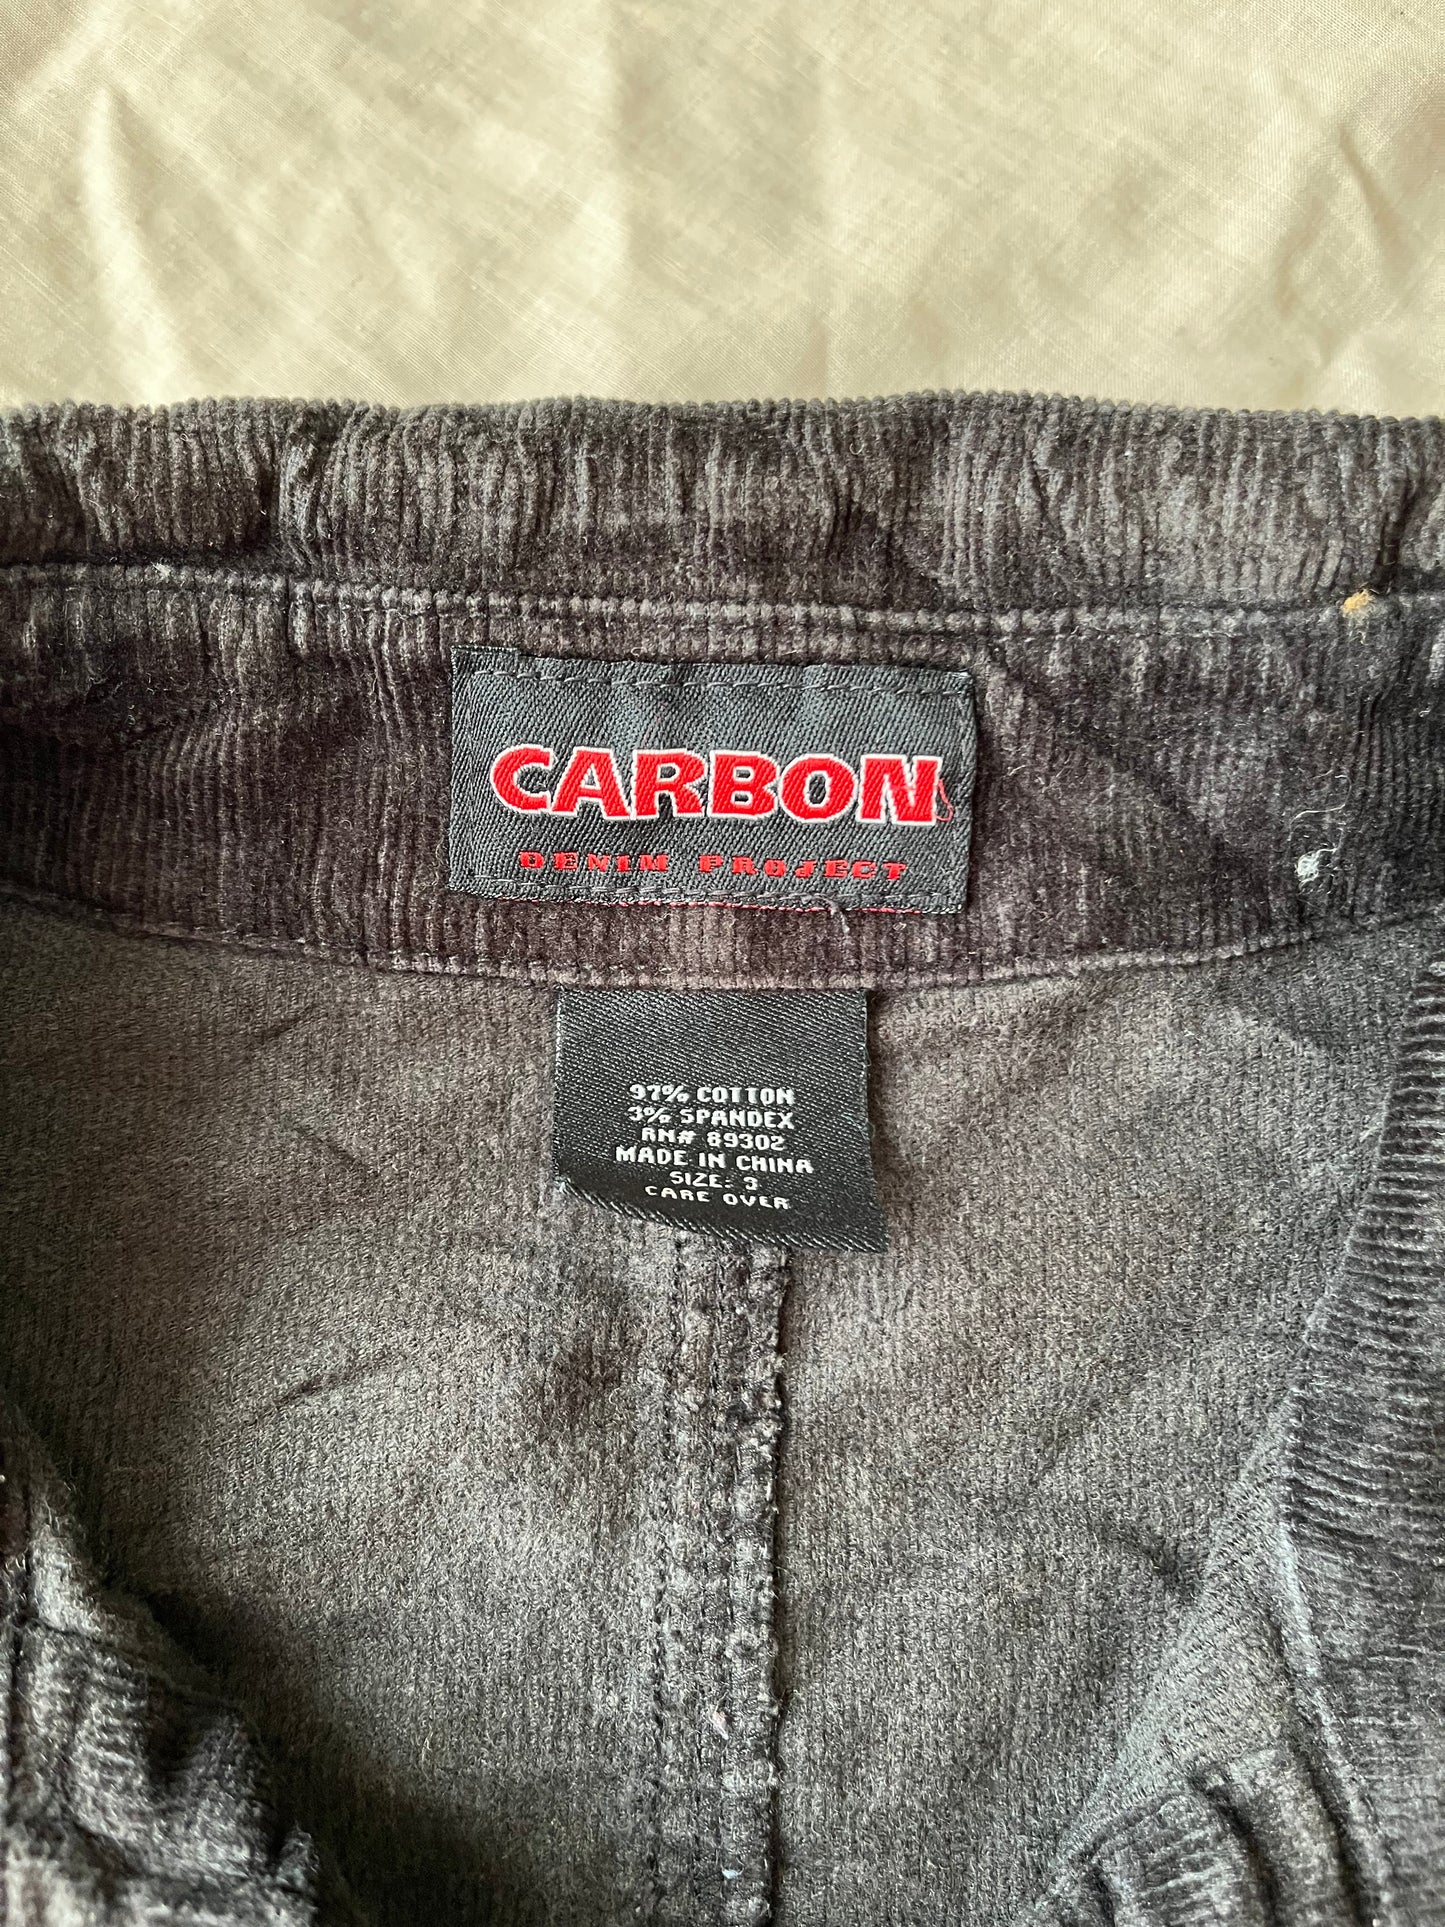 CARBON
DENIM PROJECT
97% COTTON
3% SPANDEX
RN# 89302
MADE IN CHINA
SIZE: 3
CARE OVER